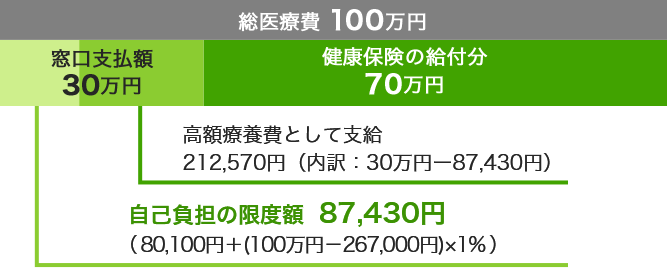 総医療費 100万円
窓口支払額
30万円
健康保険の給付分
70万円
高額療養費として支給
212,570円（内訳：30万円ー87,430円）
自己負担の限度額 87,430円
（80,100円＋(100万円−267,000円)×1％）